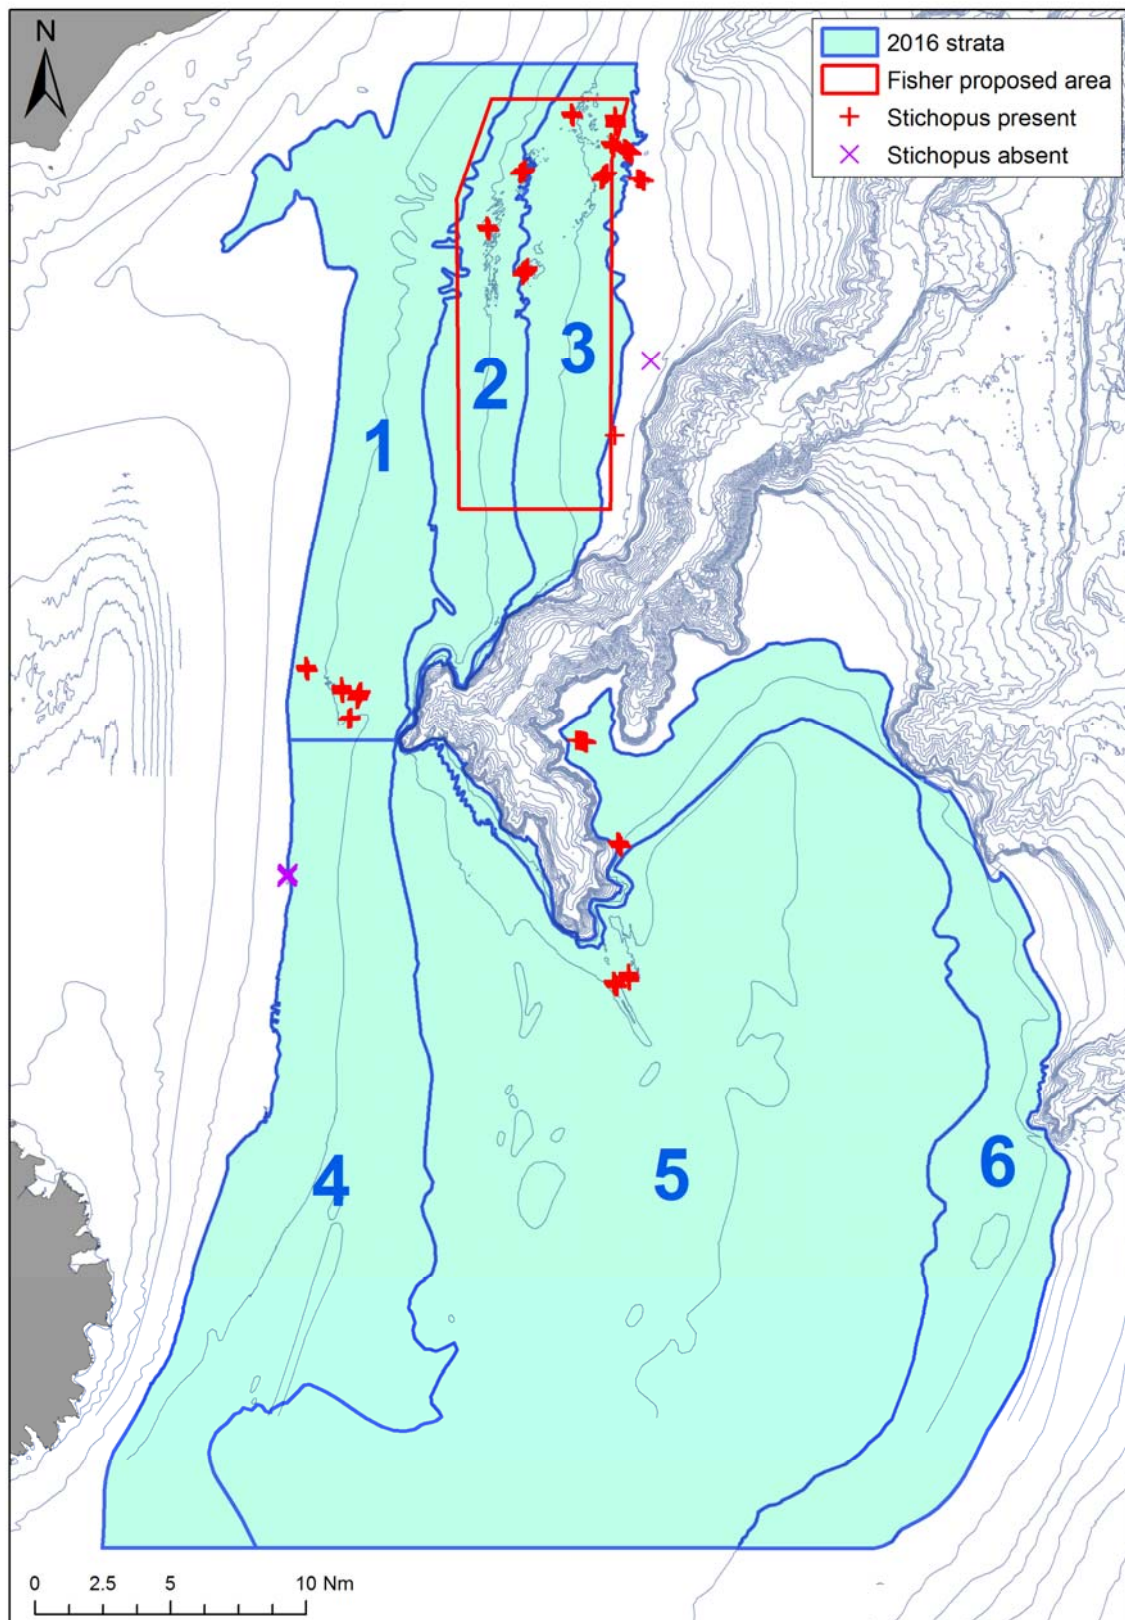 N
2016 strata
Fisher proposed area
Stichopus present
Stichopus absent
3
2
1
6
4
5
0 2.5 5 10 Nm